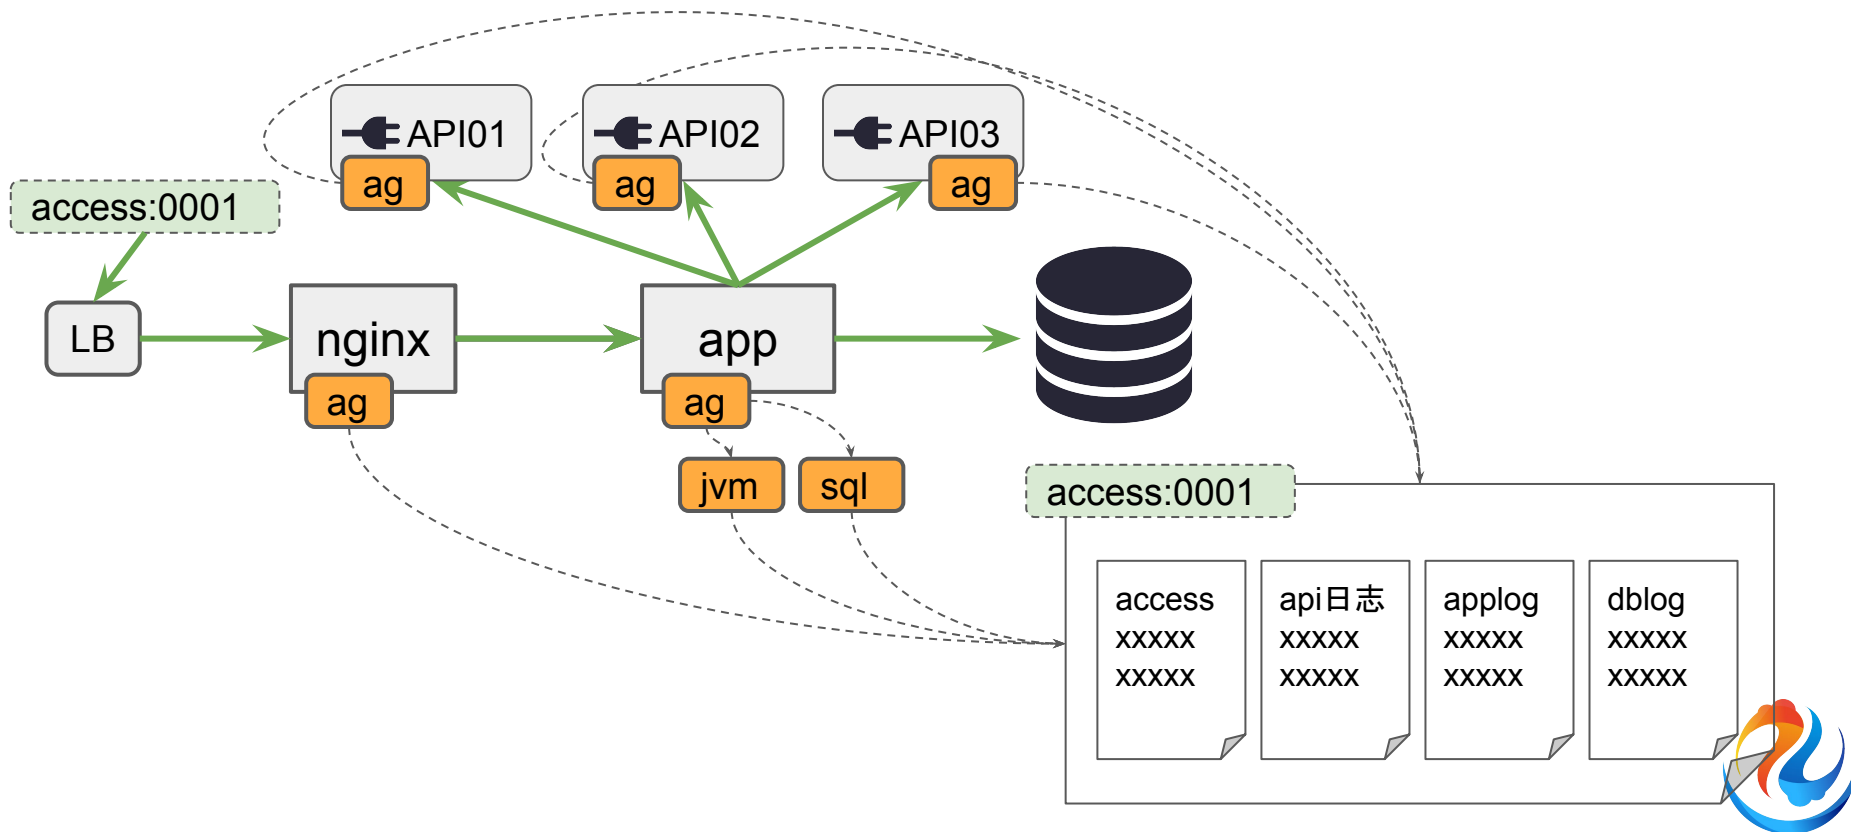 API01
API02
API03
ag
ag
ag
access:0001
LB
nginx
app
ag
ag
jvm
sql
access:0001
access
xxxxx
xxxxx
api日志
xxxxx
xxxxx
applog
xxxxx
xxxxx
dblog
xxxxx
xxxxx